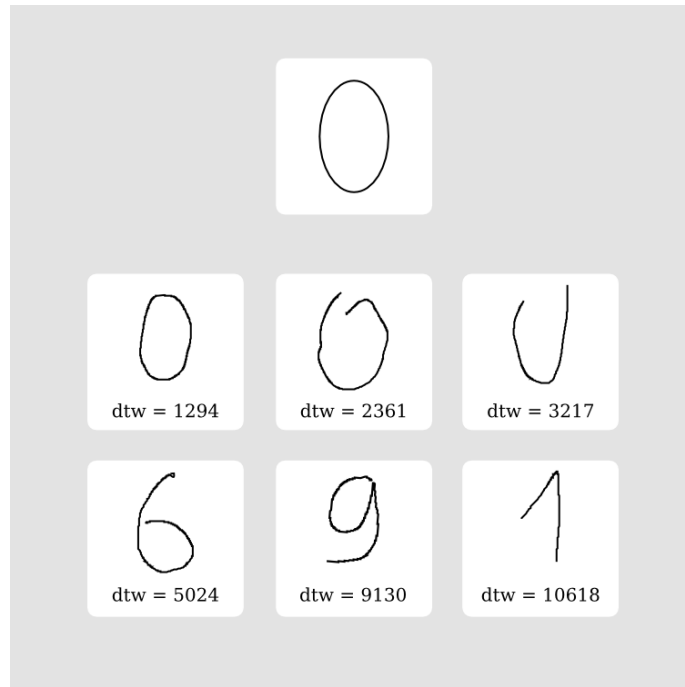 0
0 0 J
dtw = 1294 dtw = 2361 dtw = 3217
6 9 1
dtw = 5024 dtw = 9130 dtw = 10618